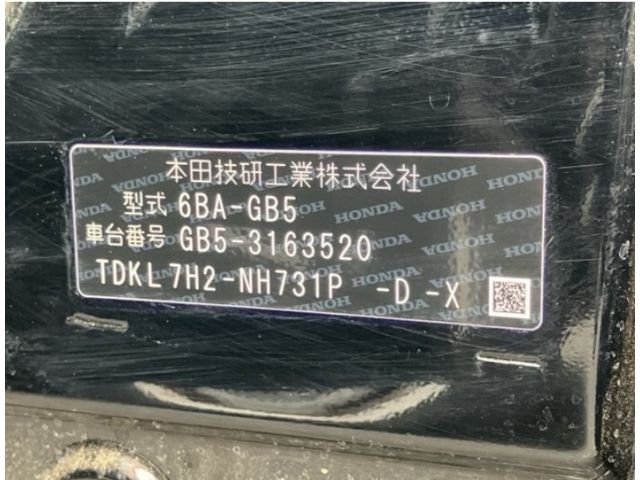 本田技研工業株式会社
型式 6BA-GB5
車台番号 GB5-3163520
TDKL7H2-NH731P -D -X